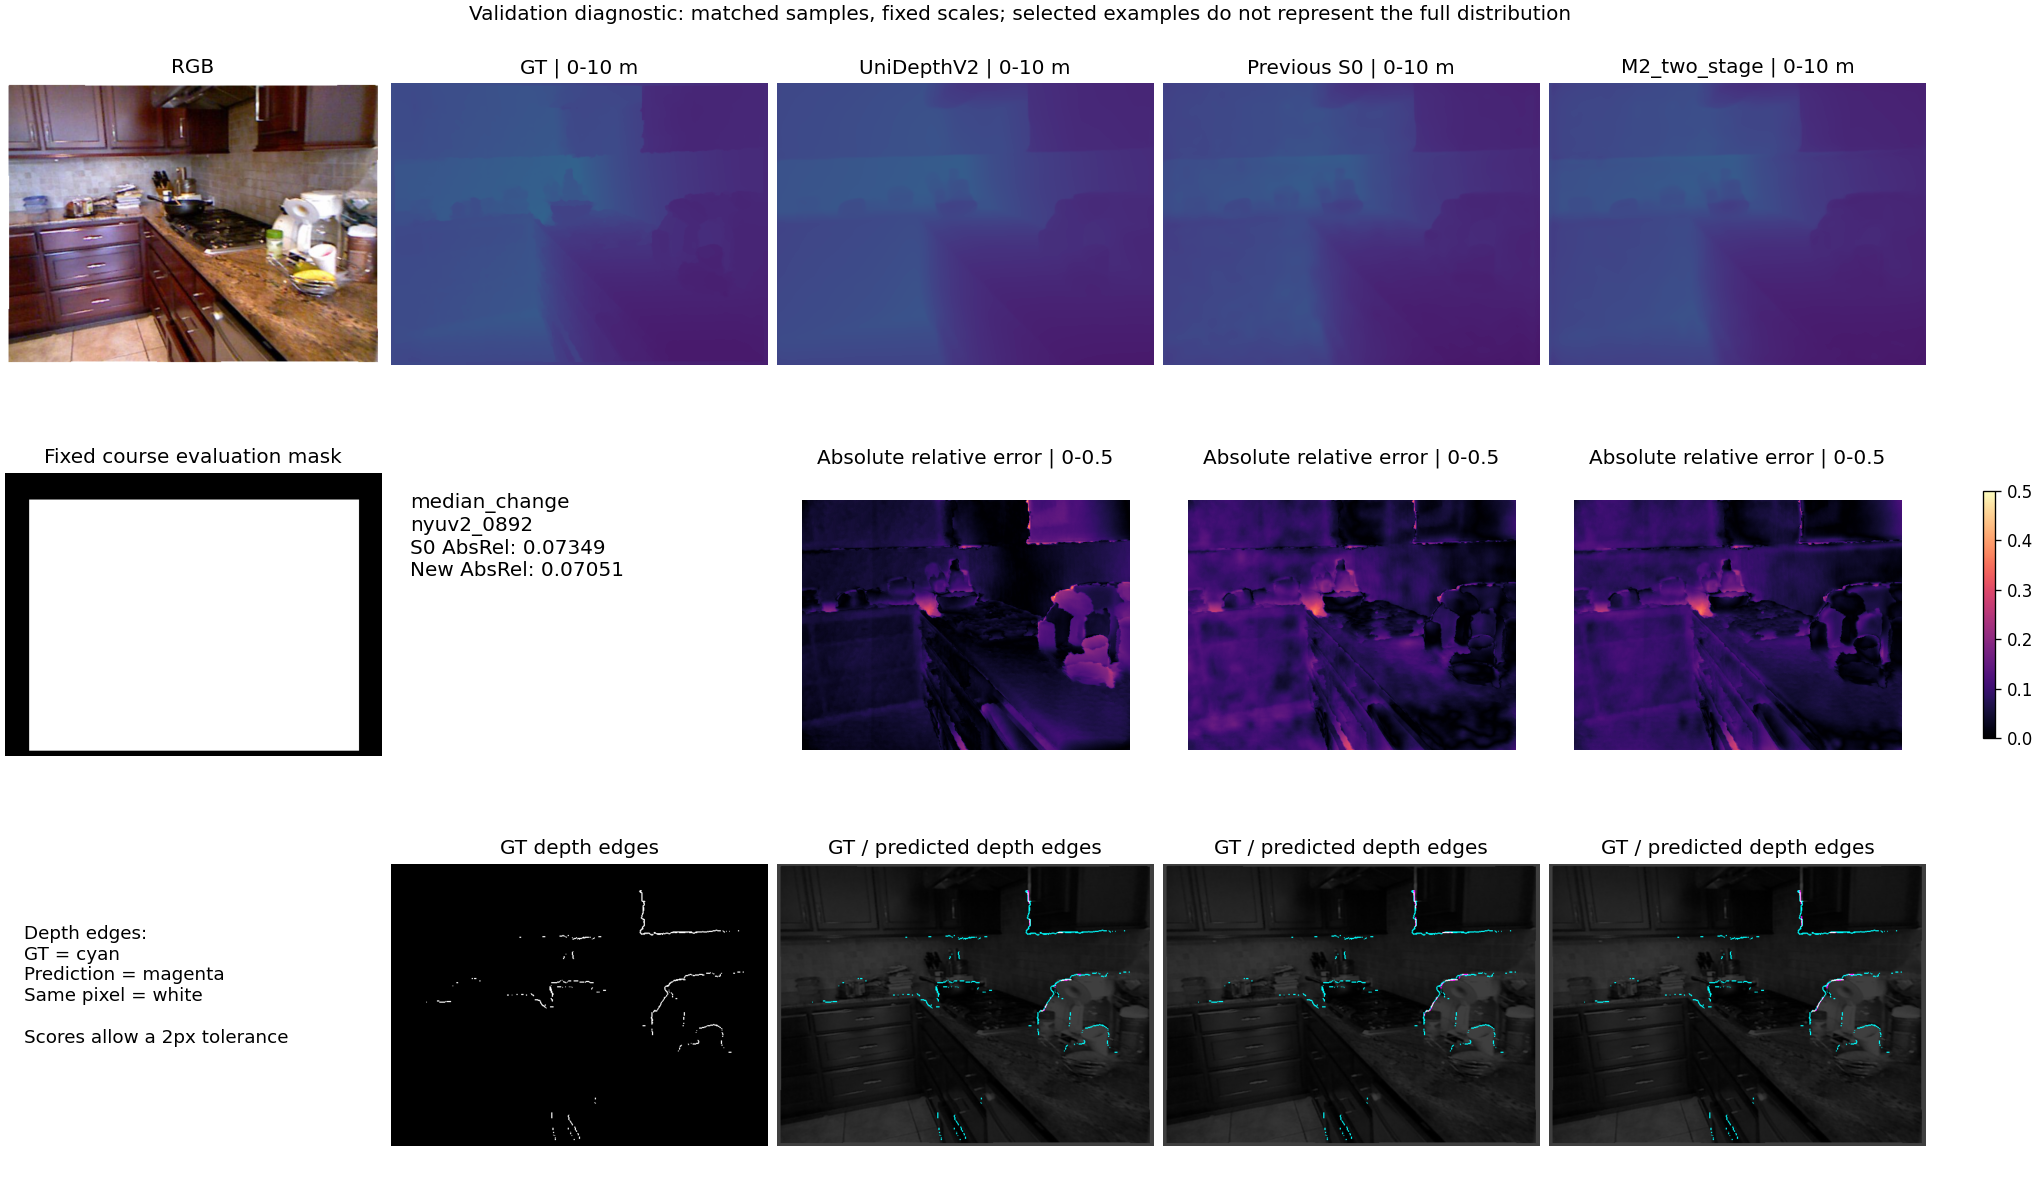 Validation diagnostic: matched samples, fixed scales; selected examples do not represent the full distribution
RGB
GT | 0-10 m
UniDepthV2 | 0-10 m
Previous S0 | 0-10 m
M2_two_stage | 0-10 m
Fixed course evaluation mask
median_change
nyuv2_0892
S0 AbsRel: 0.07349
New AbsRel: 0.07051
Absolute relative error | 0-0.5
Absolute relative error | 0-0.5
Absolute relative error | 0-0.5
0.5
0.4
0.3
0.2
0.1
0.0
Depth edges:
GT = cyan
Prediction = magenta
Same pixel = white
Scores allow a 2px tolerance
GT depth edges
GT / predicted depth edges
GT / predicted depth edges
GT / predicted depth edges